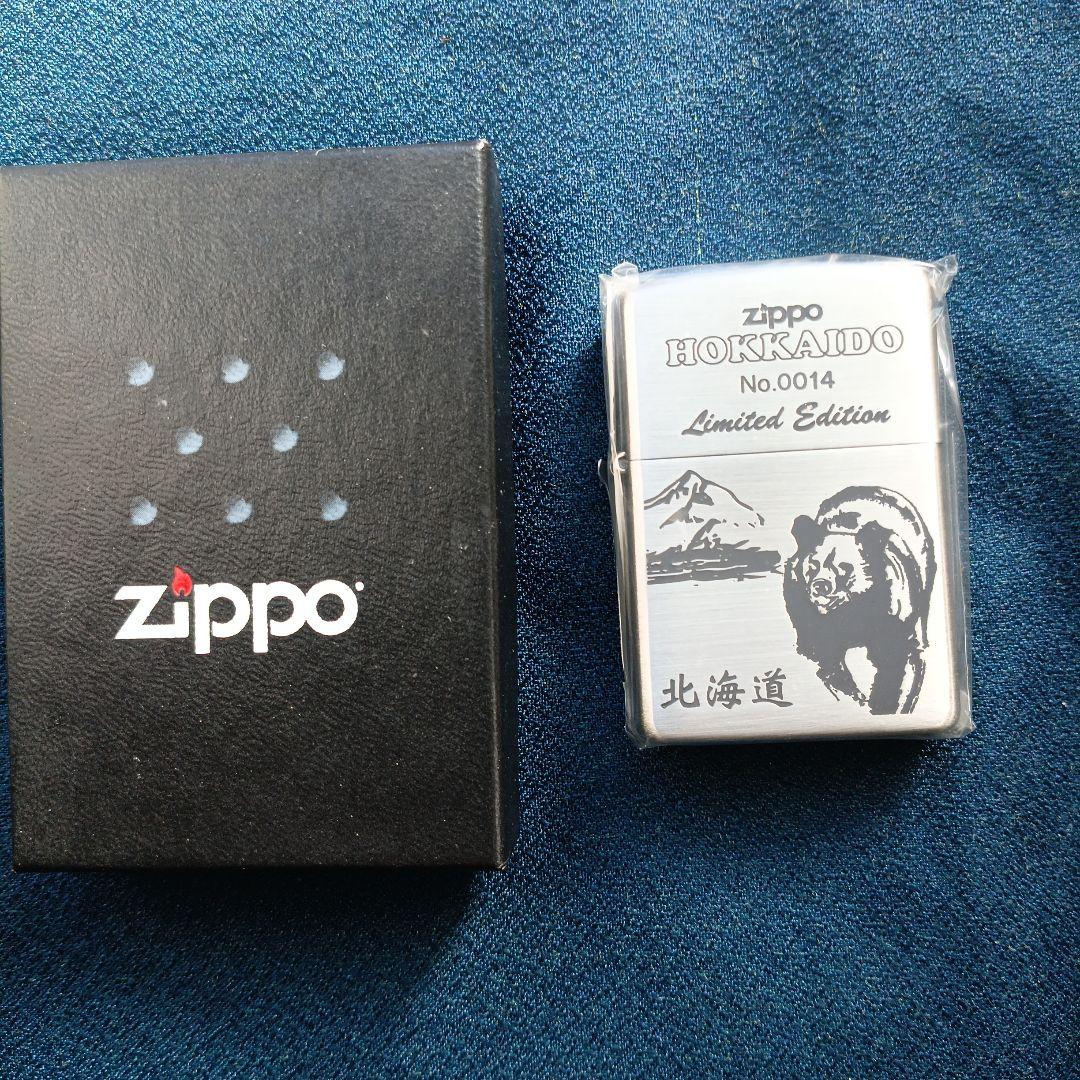 zippo
zippo
HOKKAIDO
No.0014
Limited Edition
北海道